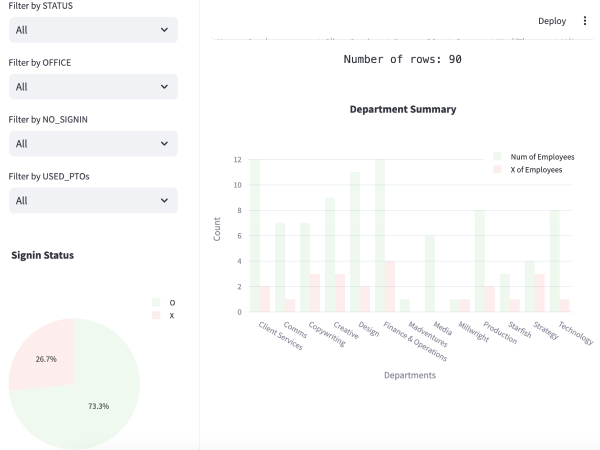 Filter by STATUS
All
Filter by OFFICE
All
Filter by NO_SIGNIN
All
Filter by USED_PTOs
All
Signin Status
O
X
26.7%
73.3%
Deploy
Number of rows: 90
Department Summary
Num of Employees
X of Employees
12
10
8
6
4
2
0
Count
Client Services
Comms
Copywriting
Creative
Design
Finance & Operations
Madventures
Media
Millwright
Production
Starfish
Strategy
Technology
Departments